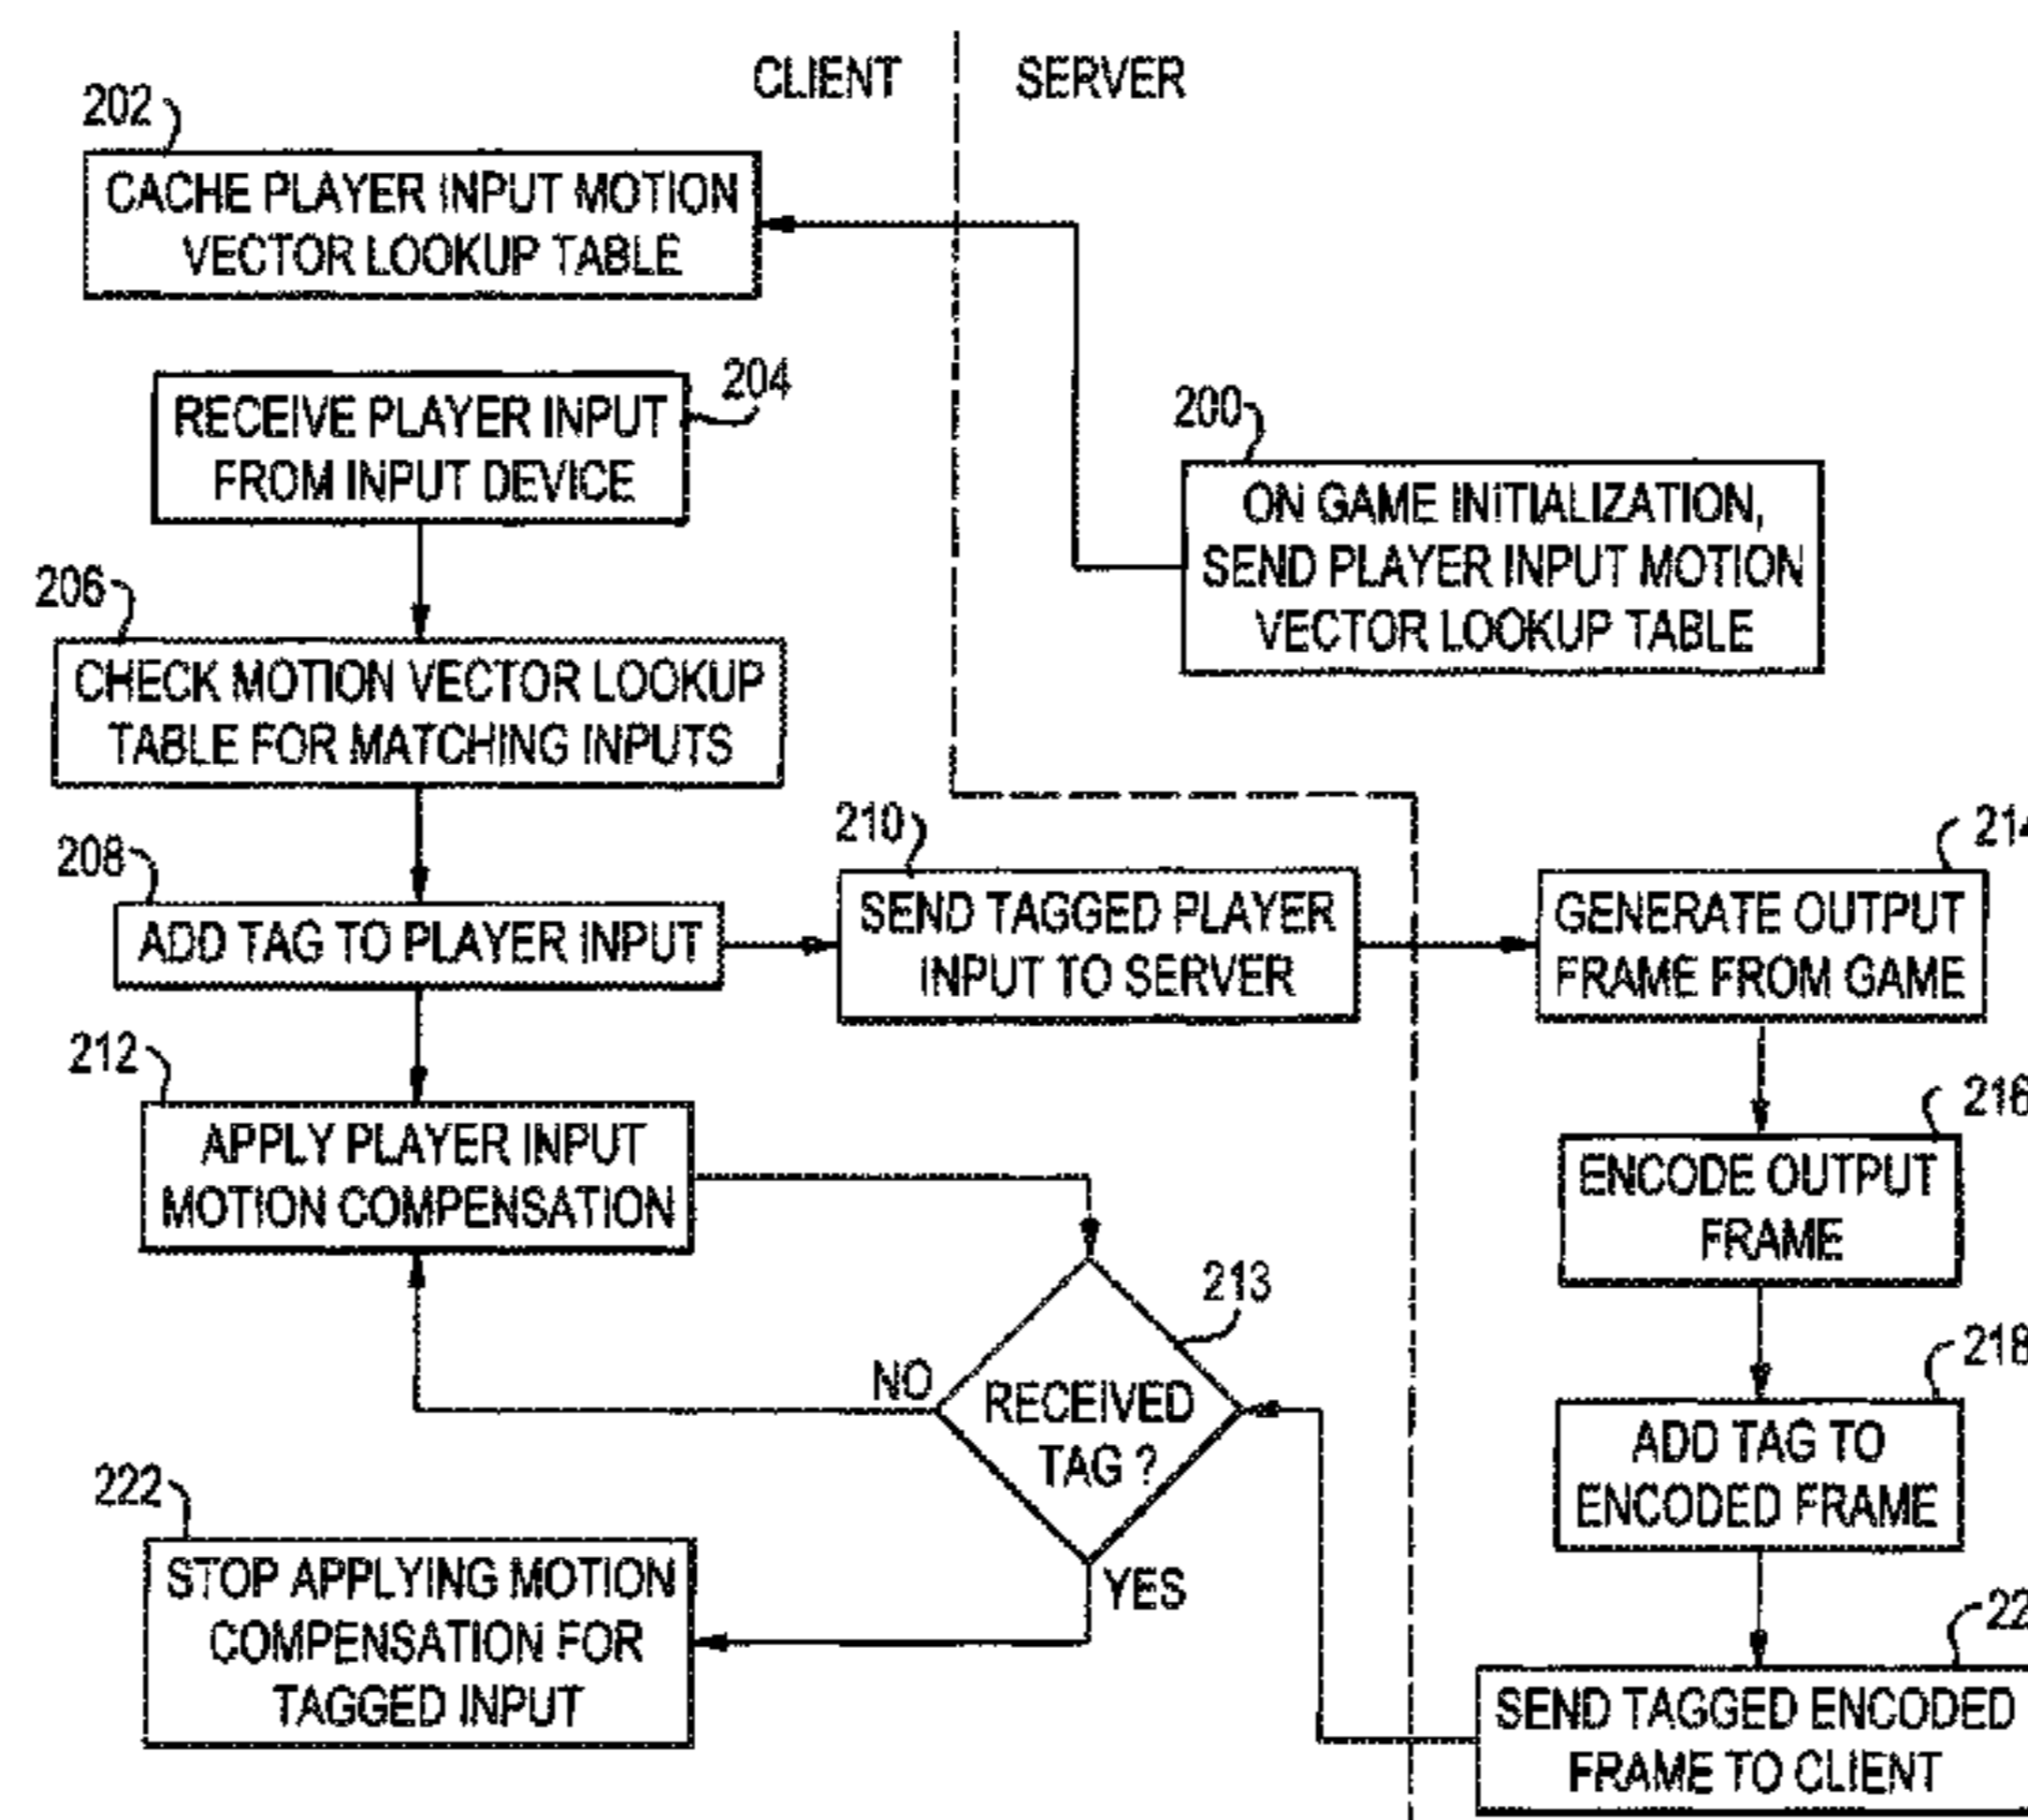 CLIENT
SERVER
202
CACHE PLAYER INPUT MOTION
VECTOR LOOKUP TABLE
204
RECEIVE PLAYER INPUT
FROM INPUT DEVICE
200
ON GAME INITIALIZATION,
SEND PLAYER INPUT MOTION
VECTOR LOOKUP TABLE
206
CHECK MOTION VECTOR LOOKUP
TABLE FOR MATCHING INPUTS
208
ADD TAG TO PLAYER INPUT
210
SEND TAGGED PLAYER
INPUT TO SERVER
214
GENERATE OUTPUT
FRAME FROM GAME
212
APPLY PLAYER INPUT
MOTION COMPENSATION
216
ENCODE OUTPUT
FRAME
213
RECEIVED
TAG ?
NO
YES
218
ADD TAG TO
ENCODED FRAME
222
STOP APPLYING MOTION
COMPENSATION FOR
TAGGED INPUT
SEND TAGGED ENCODED
FRAME TO CLIENT